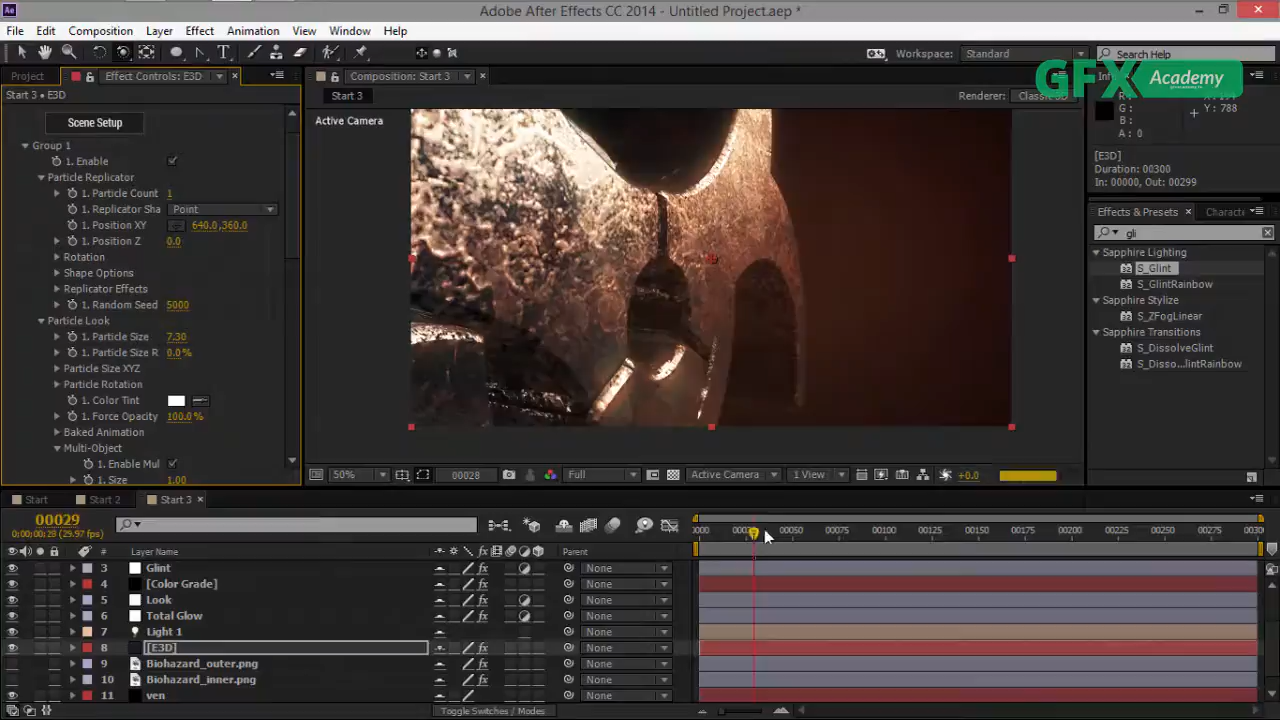 Adobe After Effects CC 2014 - Untitled Project.aep *
File Edit Composition Layer Effect Animation View Window Help
Workspace: Standard Search Help
GFX Academy
Project Effect Controls: E3D Composition: Start 3 Info
Start 3 • E3D Start 3 Renderer: Classic 3D
Active Camera
R:
G: Y: 788
B:
A: 0
[E3D]
Duration: 00300
In: 00000, Out: 00299
Effects & Presets Charact
gli
Sapphire Lighting
S_Glint
S_GlintRainbow
Sapphire Stylize
S_ZFogLinear
Sapphire Transitions
S_DissolveGlint
S_Disso...lintRainbow
Scene Setup
Group 1
1. Enable
Particle Replicator
1. Particle Count 1
1. Replicator Sha Point
1. Position XY 640.0,360.0
1. Position Z 0.0
Rotation
Shape Options
Replicator Effects
1. Random Seed 5000
Particle Look
1. Particle Size 7.30
1. Particle Size R 0.0%
Particle Size XYZ
Particle Rotation
1. Color Tint
1. Force Opacity 100.0%
Baked Animation
Multi-Object
1. Enable Mul
1. Size 1.00
50% 00028 Full Active Camera 1 View +0.0
Start Start 2 Start 3
00029
0:00:00:28 (29.97 fps)
00050 00075 00100 00125 00150 00175 00200 00225 00250 00275
# Layer Name Parent
3 Glint None
4 [Color Grade] None
5 Look None
6 Total Glow None
7 Light 1 None
8 [E3D] None
9 Biohazard_outer.png None
10 Biohazard_inner.png None
11 ven None
Toggle Switches / Modes